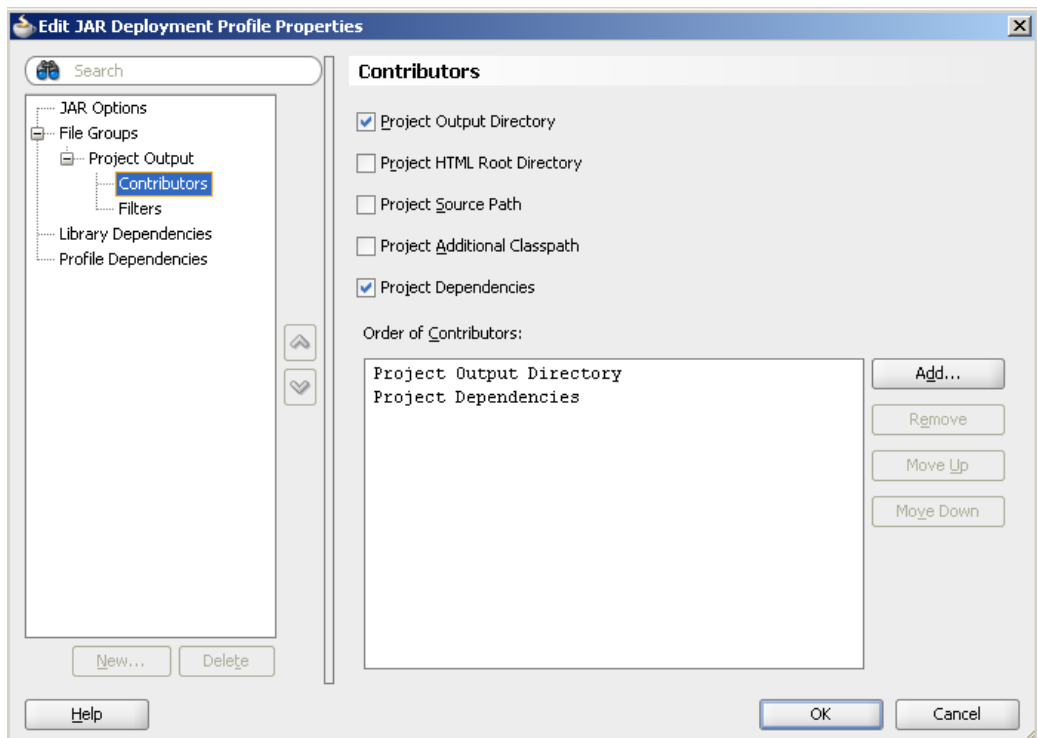 Edit JAR Deployment Profile Properties
Search
JAR Options
File Groups
Project Output
Contributors
Filters
Library Dependencies
Profile Dependencies
New...
Delete
Contributors
Project Output Directory
Project HTML Root Directory
Project Source Path
Project Additional Classpath
Project Dependencies
Order of Contributors:
Project Output Directory
Project Dependencies
Add...
Remove
Move Up
Move Down
Help
OK
Cancel